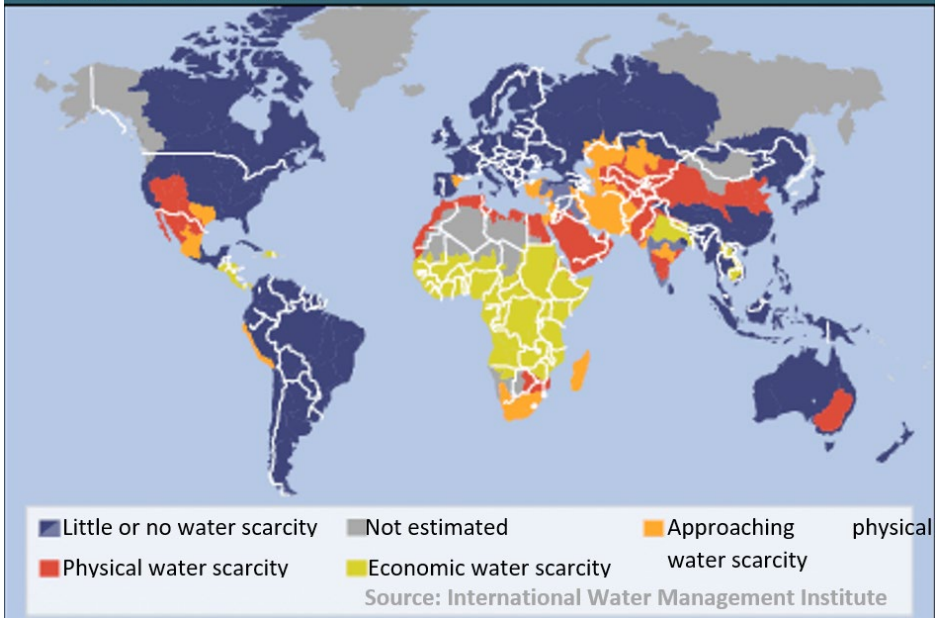 Little or no water scarcity
Not estimated
Approaching physical
water scarcity
Physical water scarcity
Economic water scarcity
Source: International Water Management Institute